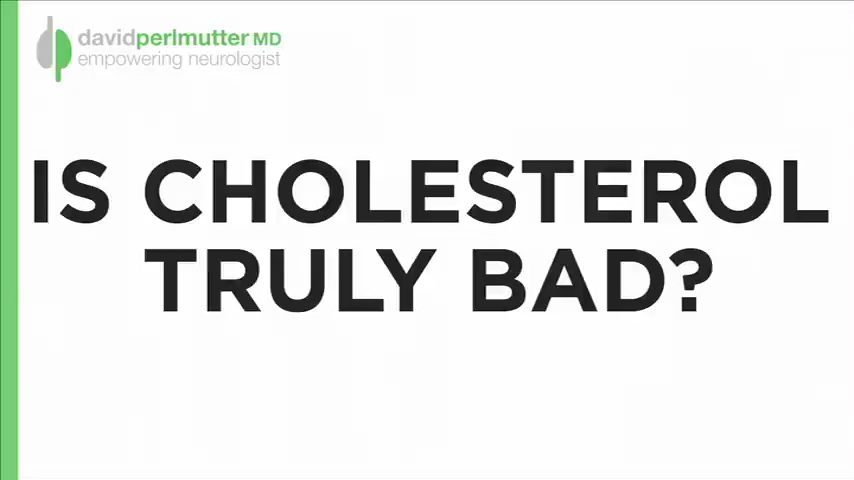 davidperlmutter MD
empowering neurologist
IS CHOLESTEROL
TRULY BAD?